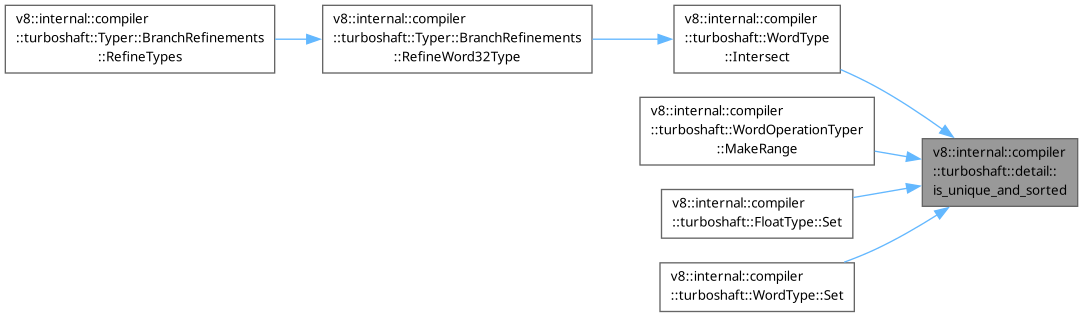 v8::internal::compiler
::turboshaft::Typer::BranchRefinements
::RefineTypes
v8::internal::compiler
::turboshaft::Typer::BranchRefinements
::RefineWord32Type
v8::internal::compiler
::turboshaft::WordType
::Intersect
v8::internal::compiler
::turboshaft::WordOperationTyper
::MakeRange
v8::internal::compiler
::turboshaft::FloatType::Set
v8::internal::compiler
::turboshaft::WordType::Set
v8::internal::compiler
::turboshaft::detail::
is_unique_and_sorted